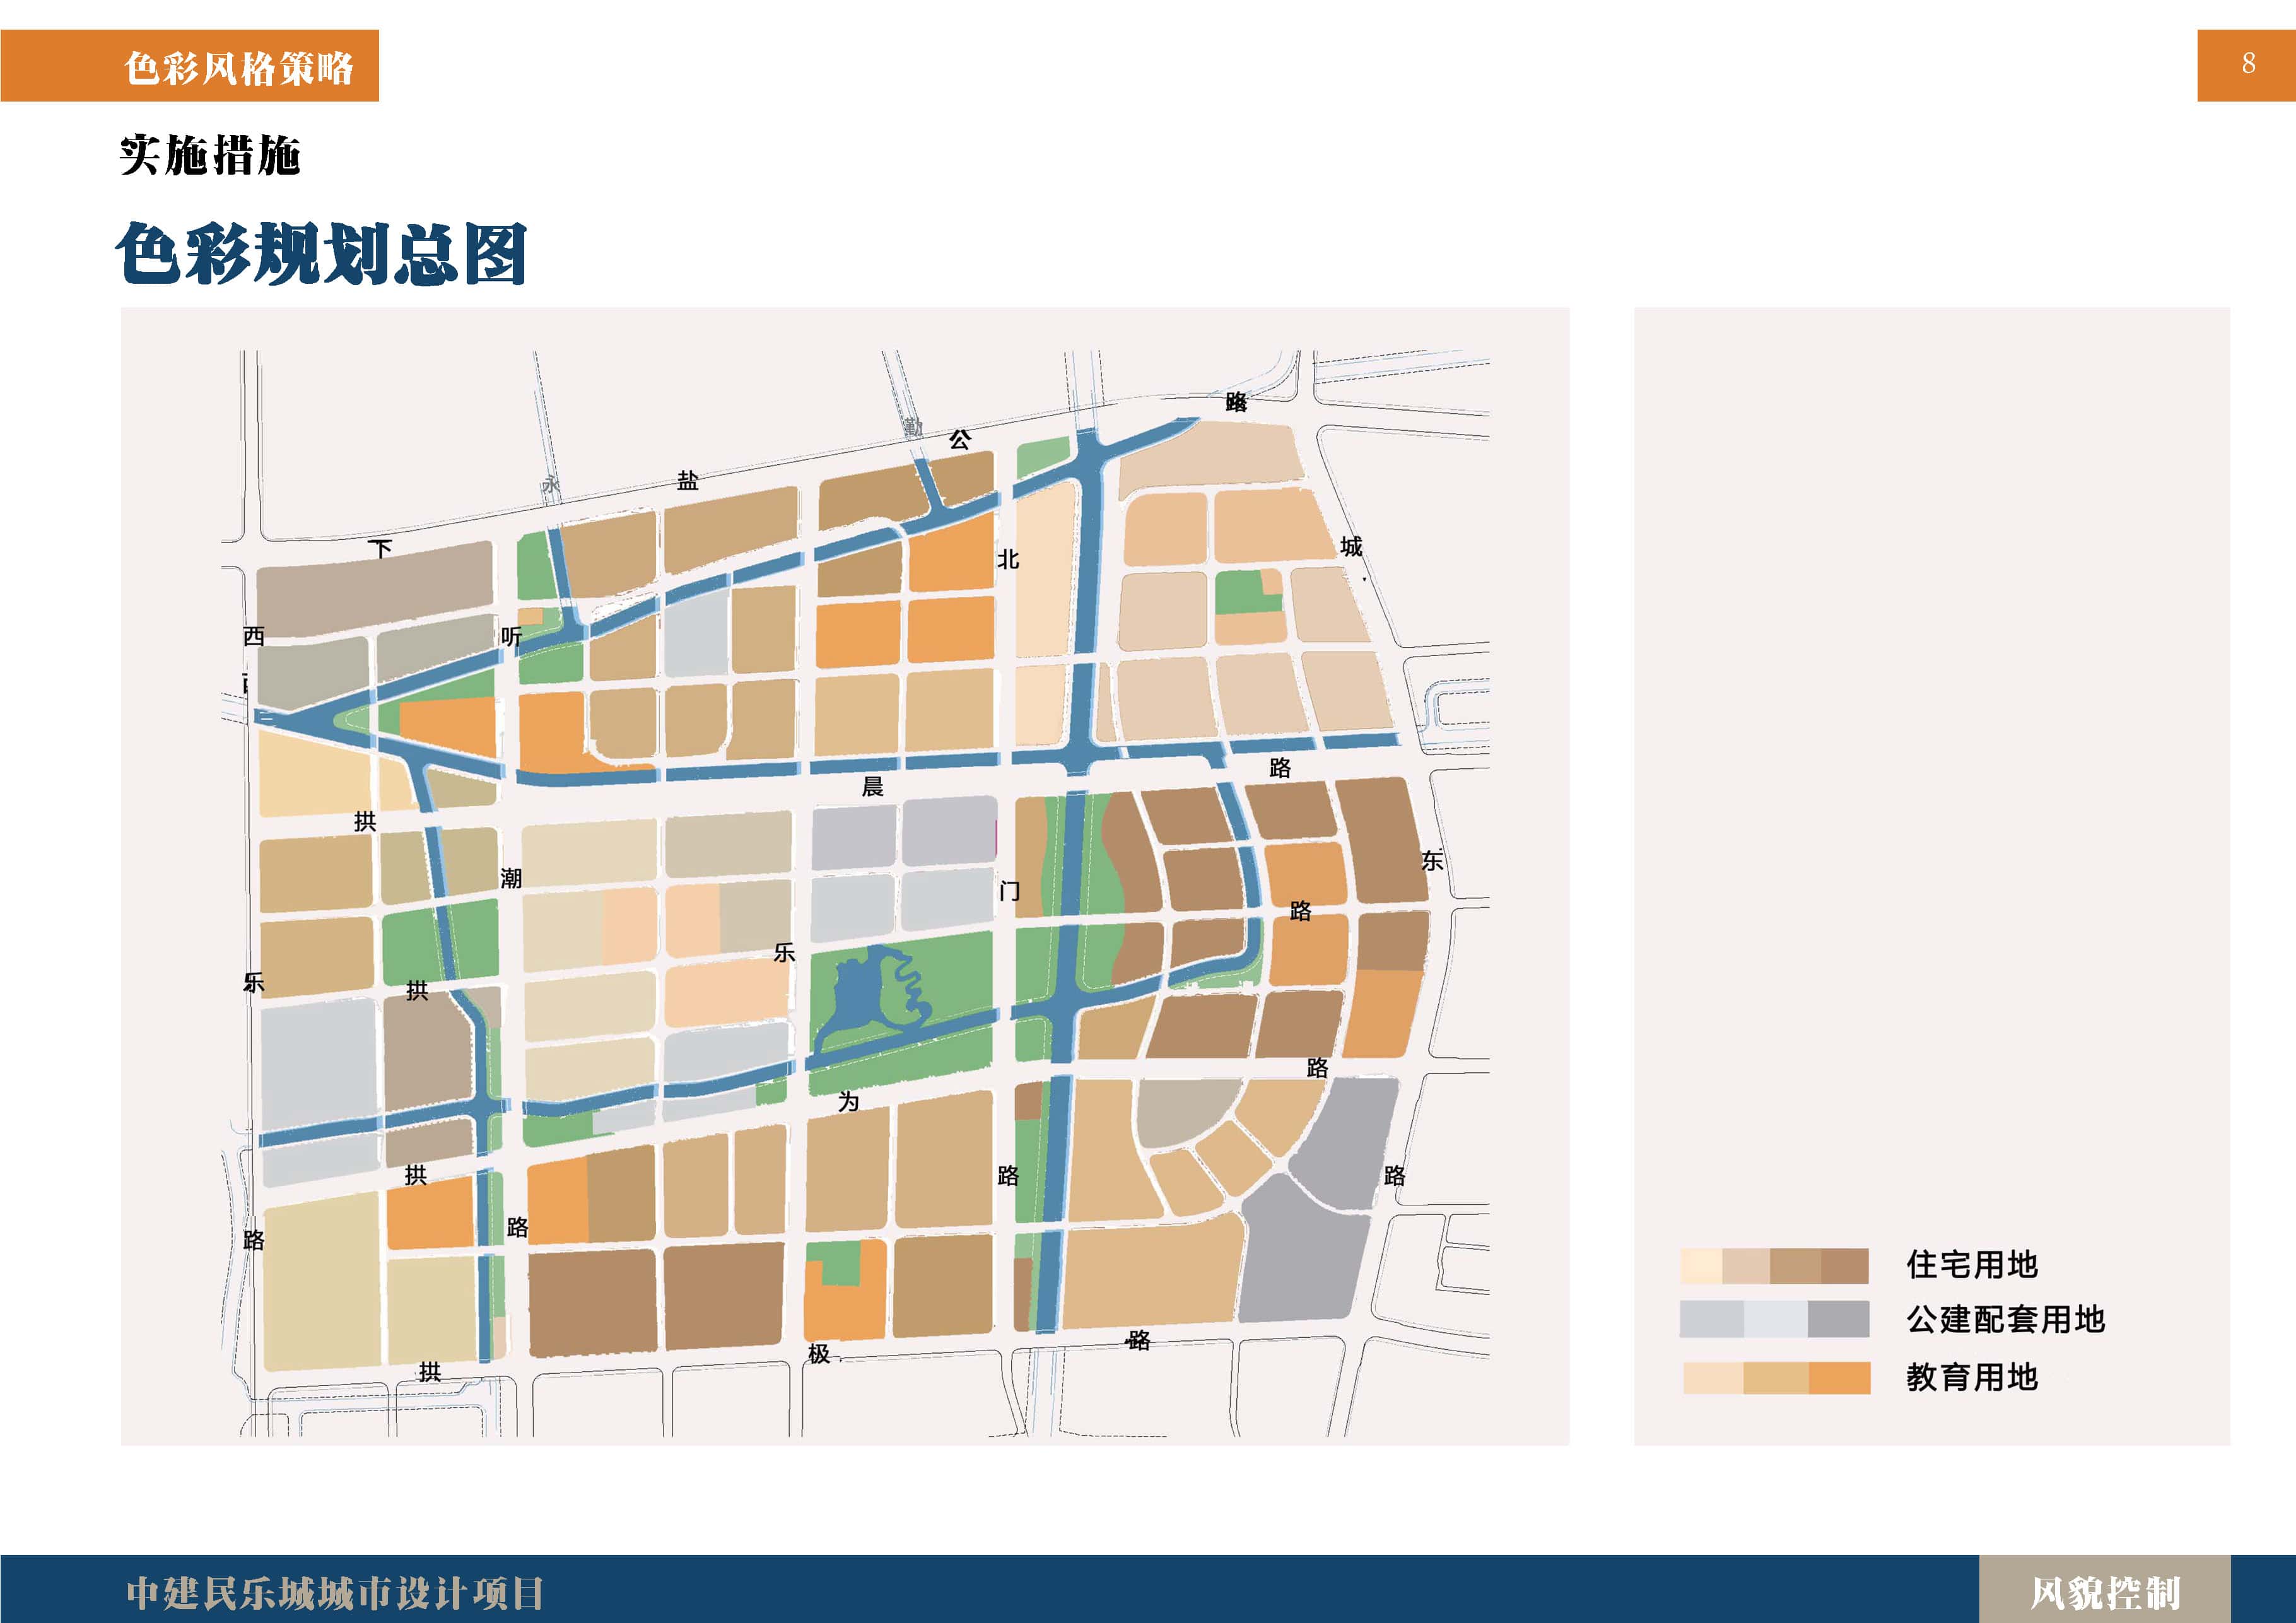 色彩风格策略
8
实施措施
色彩规划总图
路
勤
公
盐
永
下
北
城
西
听
晨
路
拱
东
潮
门
路
乐
乐
拱
路
为
拱
路
路
路
路
路
极
拱
住宅用地
公建配套用地
教育用地
中建民乐城城市设计项目
风貌控制